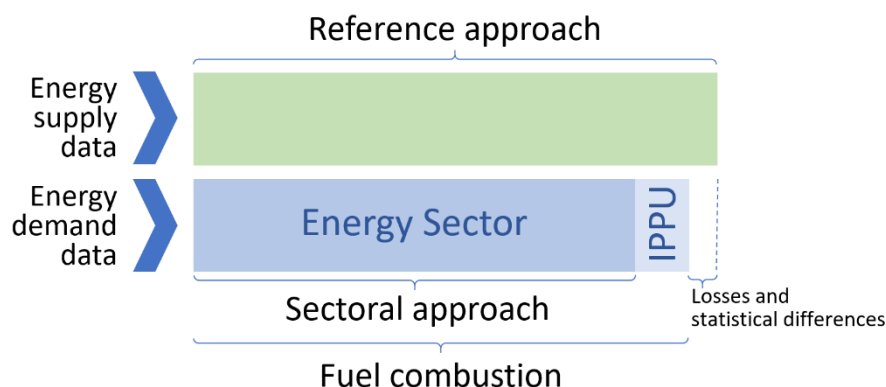 Reference approach
Energy
supply
data
Energy
demand
data
Energy Sector
IPPU
Sectoral approach
Losses and
statistical differences
Fuel combustion